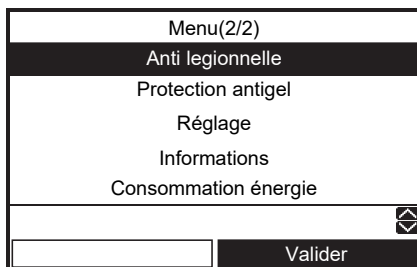 Menu(2/2)
Anti legionnelle
Protection antigel
Réglage
Informations
Consommation énergie
Valider